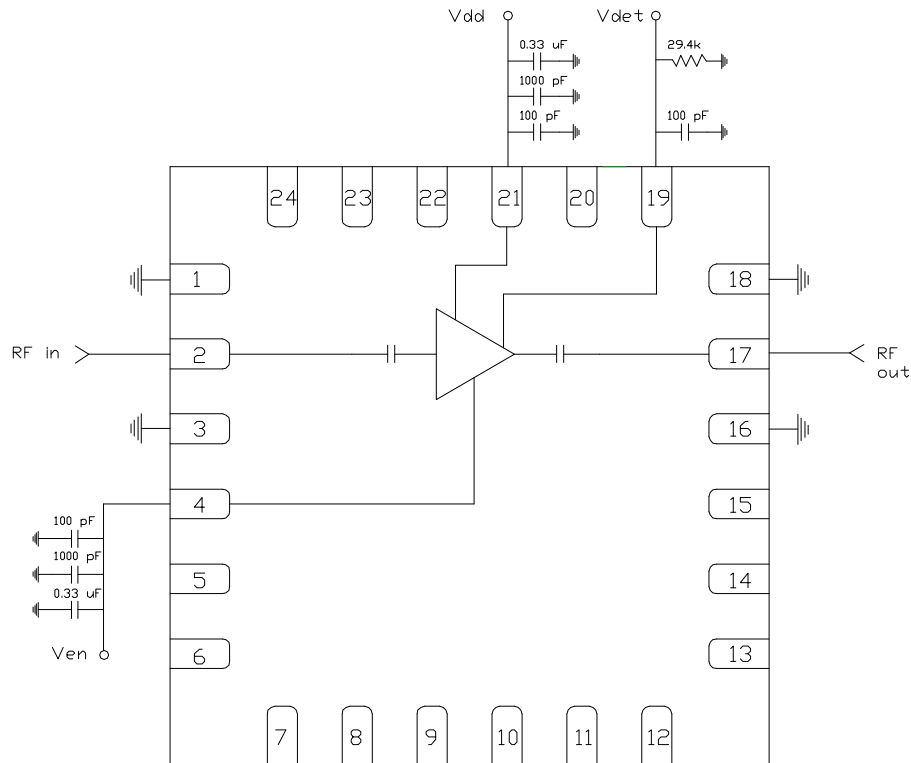 Vdd
Vdet
0.33 uF
29.4k
1000 pF
100 pF
100 pF
24
23
22
21
20
19
1
18
RF in
2
17
RF
out
3
16
4
15
100 pF
1000 pF
0.33 uF
5
14
Ven
6
13
7
8
9
10
11
12